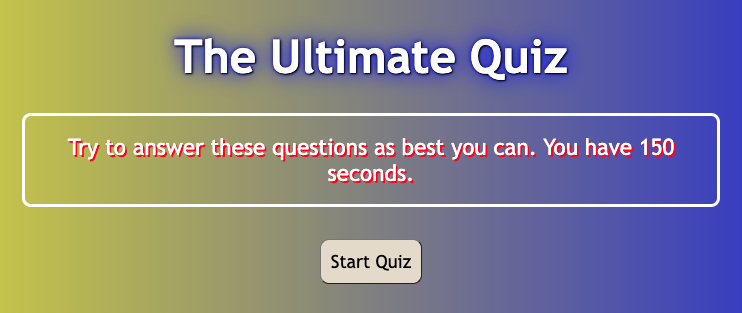 The Ultimate Quiz
Try to answer these questions as best you can. You have 150
seconds.
Start Quiz